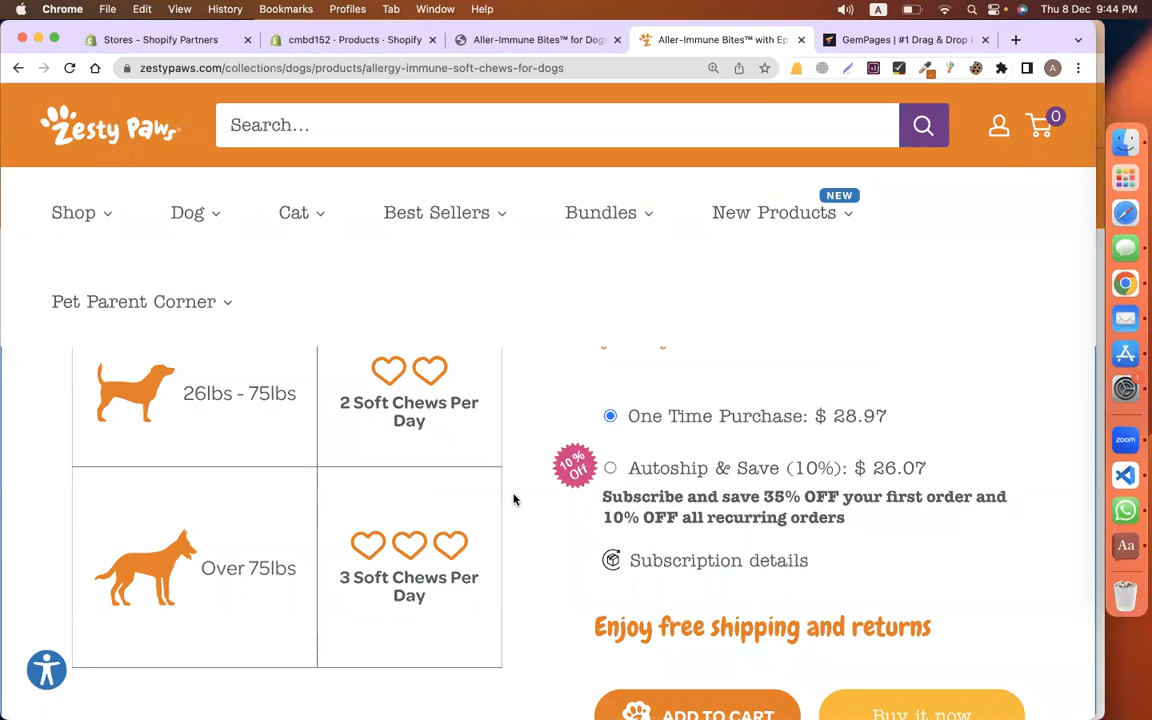 Chrome File Edit View History Bookmarks Profiles Tab Window Help A Thu 8 Dec 9:44 PM
Stores - Shopify Partners
cmbd152 - Products - Shopify
Aller-Immune Bites™ for Dog
Aller-Immune Bites™ with Ep
GemPages | #1 Drag & Drop
zestypaws.com/collections/dogs/products/allergy-immune-soft-chews-for-dogs
A
Zesty Paws
Search...
0
NEW
Shop Dog Cat Best Sellers Bundles New Products
Pet Parent Corner
26lbs - 75lbs
2 Soft Chews Per
Day
Over 75lbs
3 Soft Chews Per
Day
One Time Purchase: $ 28.97
10% Off
Autoship & Save (10%): $ 26.07
Subscribe and save 35% OFF your first order and
10% OFF all recurring orders
Subscription details
Enjoy free shipping and returns
ADD TO CART
Buy it now
zoom
Aa